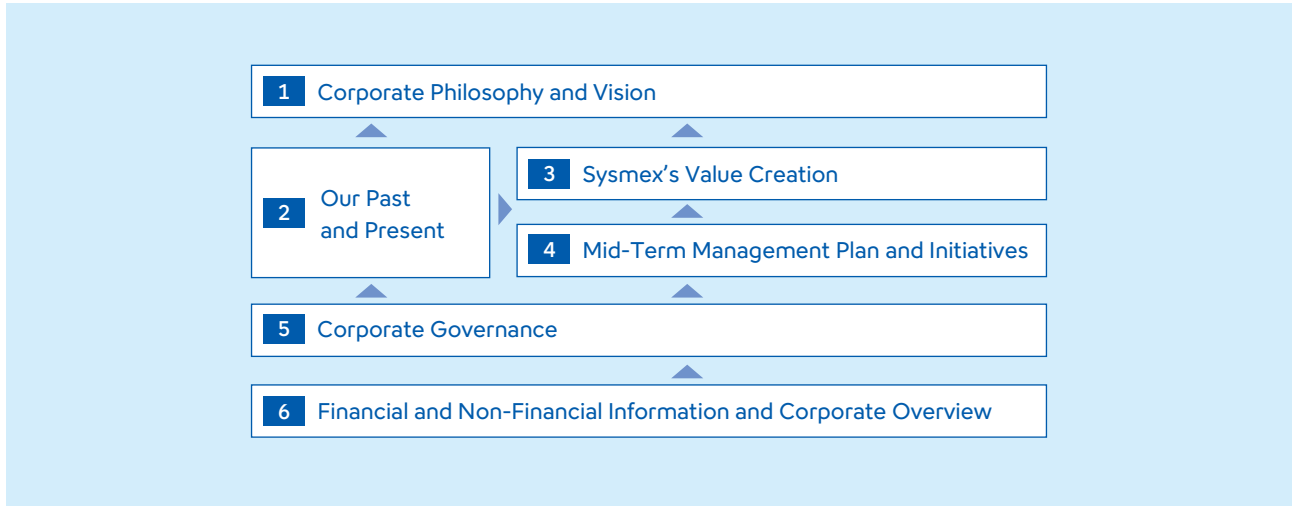 1 Corporate Philosophy and Vision
2 Our Past
and Present
3 Sysmex’s Value Creation
4 Mid-Term Management Plan and Initiatives
5 Corporate Governance
6 Financial and Non-Financial Information and Corporate Overview